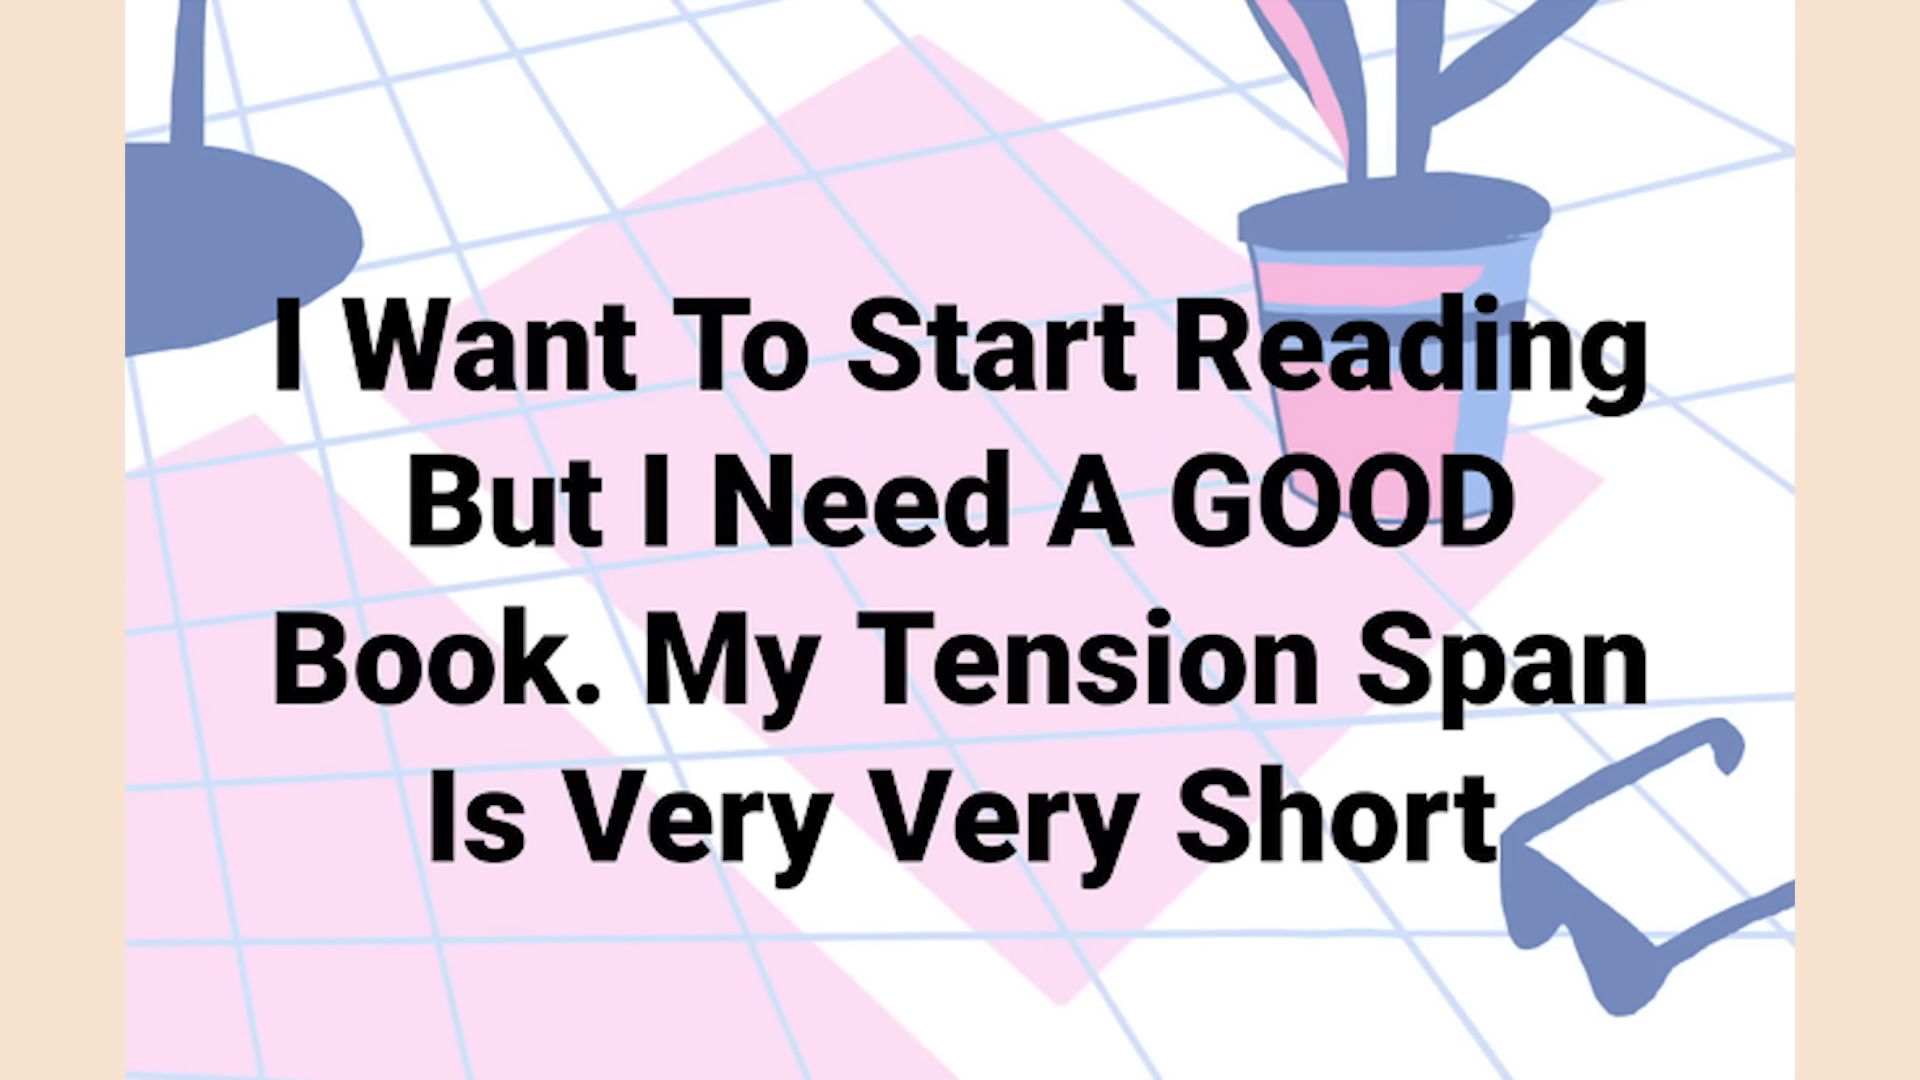 I Want To Start Reading
But I Need A GOOD
Book. My Tension Span
Is Very Very Short